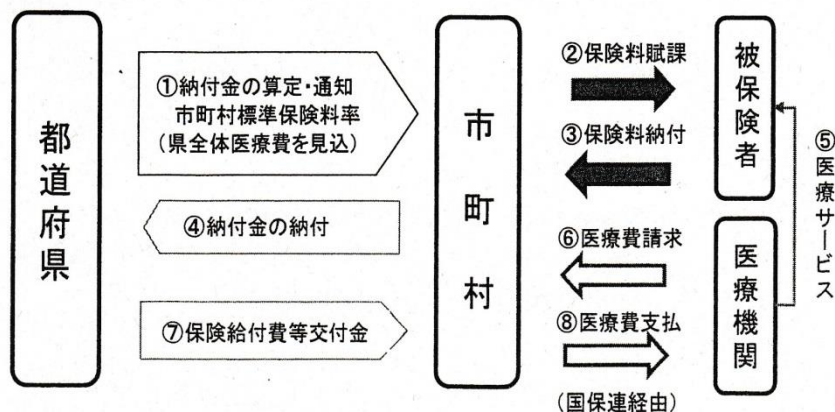 都道府県
①納付金の算定・通知
市町村標準保険料率
(県全体医療費を見込)
④納付金の納付
⑦保険給付費等交付金
市町村
②保険料賦課
③保険料納付
⑥医療費請求
⑧医療費支払
(国保連経由)
被保険者
医療機関
⑤医療サービス